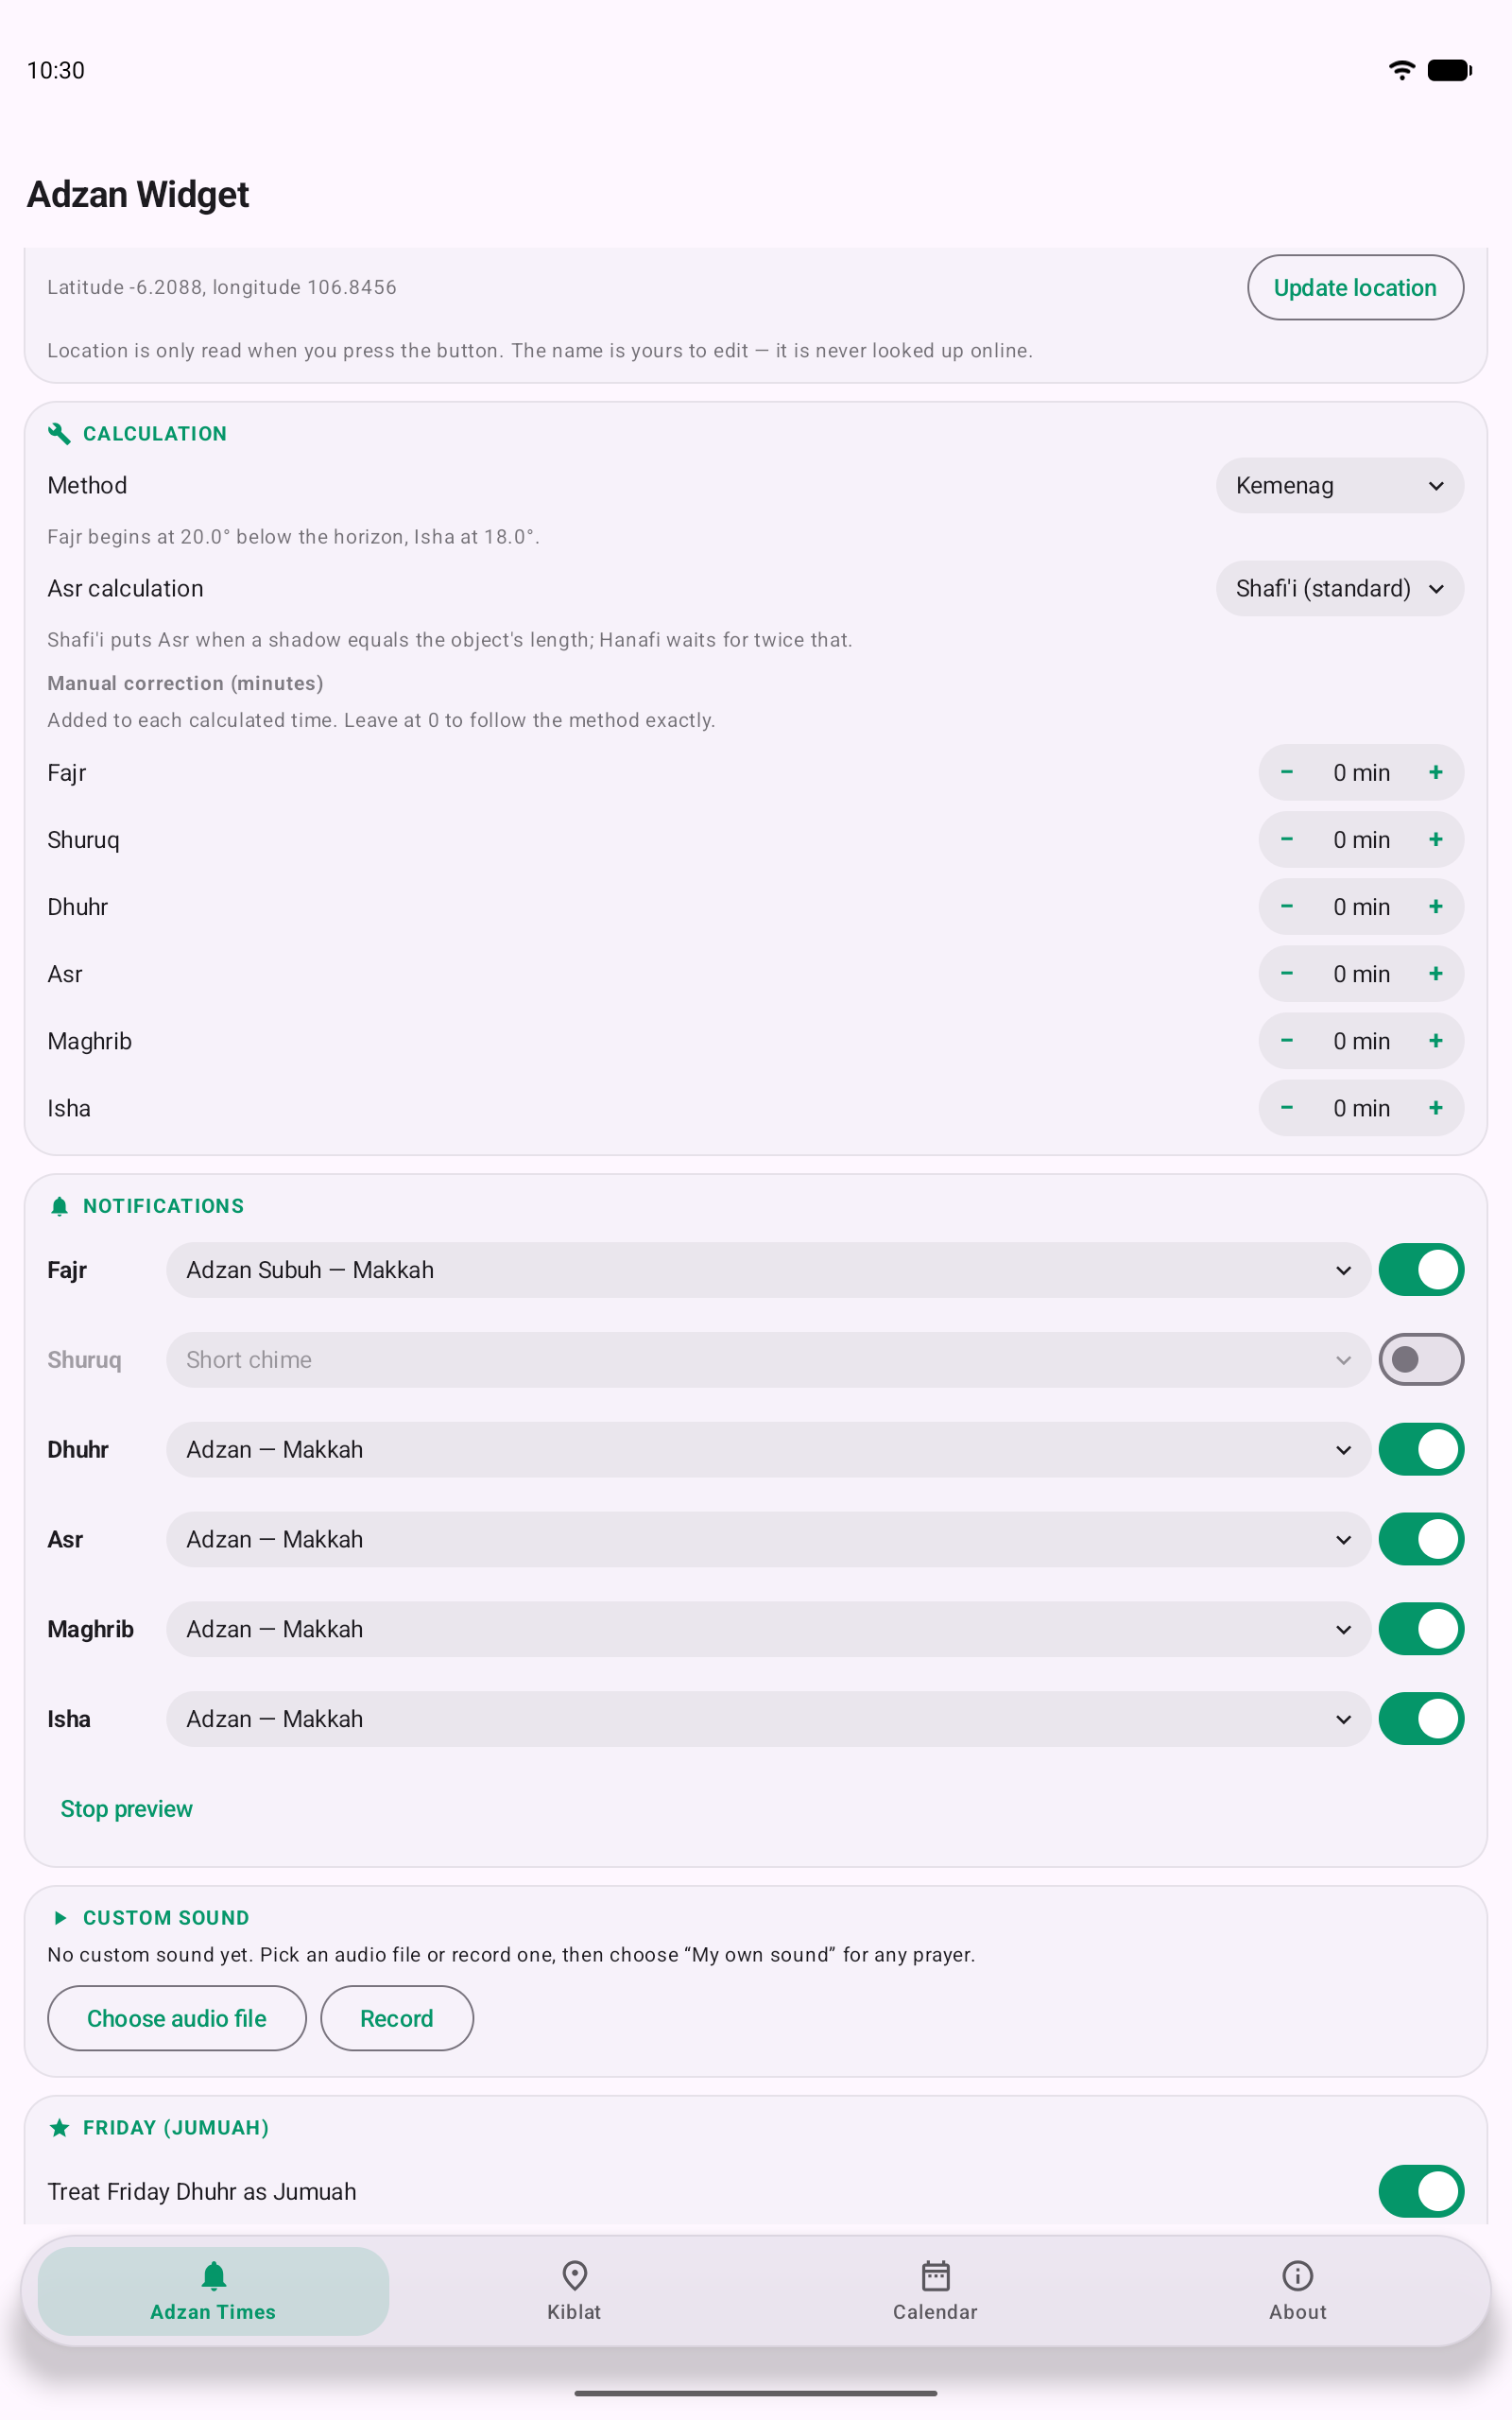 10:30
Adzan Widget
Latitude -6.2088, longitude 106.8456
Update location
Location is only read when you press the button. The name is yours to edit — it is never looked up online.
CALCULATION
Method
Kemenag
Fajr begins at 20.0° below the horizon, Isha at 18.0°.
Asr calculation
Shafi'i (standard)
Shafi'i puts Asr when a shadow equals the object's length; Hanafi waits for twice that.
Manual correction (minutes)
Added to each calculated time. Leave at 0 to follow the method exactly.
Fajr
− 0 min +
Shuruq
− 0 min +
Dhuhr
− 0 min +
Asr
− 0 min +
Maghrib
− 0 min +
Isha
− 0 min +
NOTIFICATIONS
Fajr
Adzan Subuh — Makkah
Shuruq
Short chime
Dhuhr
Adzan — Makkah
Asr
Adzan — Makkah
Maghrib
Adzan — Makkah
Isha
Adzan — Makkah
Stop preview
CUSTOM SOUND
No custom sound yet. Pick an audio file or record one, then choose “My own sound” for any prayer.
Choose audio file
Record
FRIDAY (JUMUAH)
Treat Friday Dhuhr as Jumuah
Adzan Times
Kiblat
Calendar
About